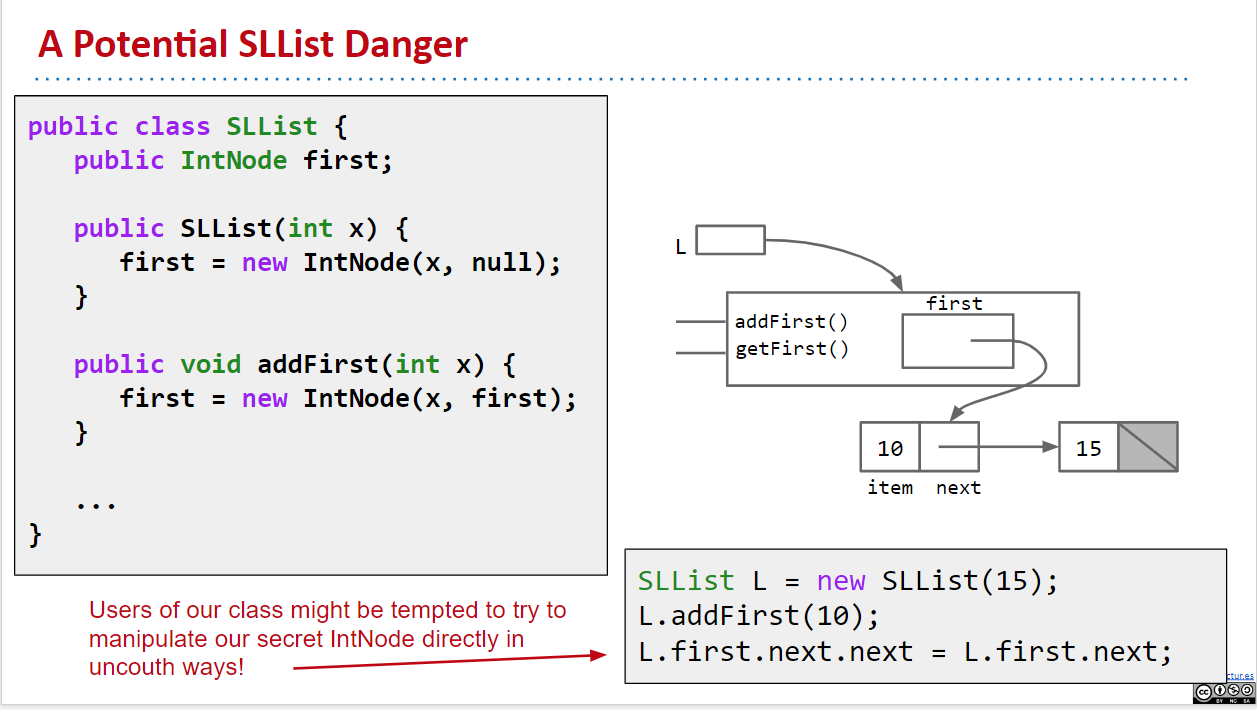 A Potential SLList Danger
public class SLList {
public IntNode first;
public SLList(int x) {
first = new IntNode(x, null);
}
public void addFirst(int x) {
first = new IntNode(x, first);
}
...
}
L
first
addFirst()
getFirst()
10
15
item next
Users of our class might be tempted to try to
manipulate our secret IntNode directly in
uncouth ways!
SLList L = new SLList(15);
L.addFirst(10);
L.first.next.next = L.first.next;
ctur.es
cc
BY NC SA